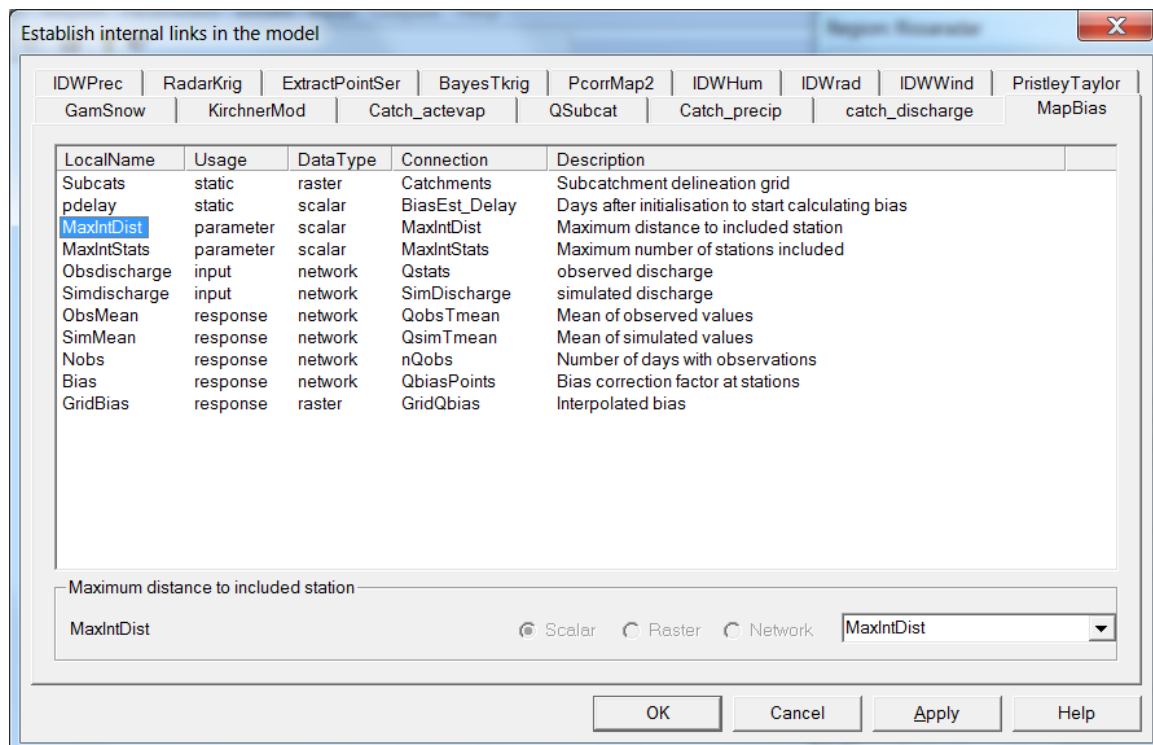 Establish internal links in the model
X
IDWPrec RadarKrig ExtractPointSer BayesTkrig PcorrMap2 IDWHum IDWrad IDWWind PristleyTaylor
GamSnow KirchnerMod Catch_actevap QSubcat Catch_precip catch_discharge MapBias
LocalName Usage DataType Connection Description
Subcats static raster Catchments Subcatchment delineation grid
pdelay static scalar BiasEst_Delay Days after initialisation to start calculating bias
MaxIntDist parameter scalar MaxIntDist Maximum distance to included station
MaxIntStats parameter scalar MaxIntStats Maximum number of stations included
Obsdischarge input network Qstats observed discharge
Simdischarge input network SimDischarge simulated discharge
ObsMean response network QobsTmean Mean of observed values
SimMean response network QsimTmean Mean of simulated values
Nobs response network nQobs Number of days with observations
Bias response network QbiasPoints Bias correction factor at stations
GridBias response raster GridQbias Interpolated bias
Maximum distance to included station
MaxIntDist Scalar Raster Network MaxIntDist
OK Cancel Apply Help